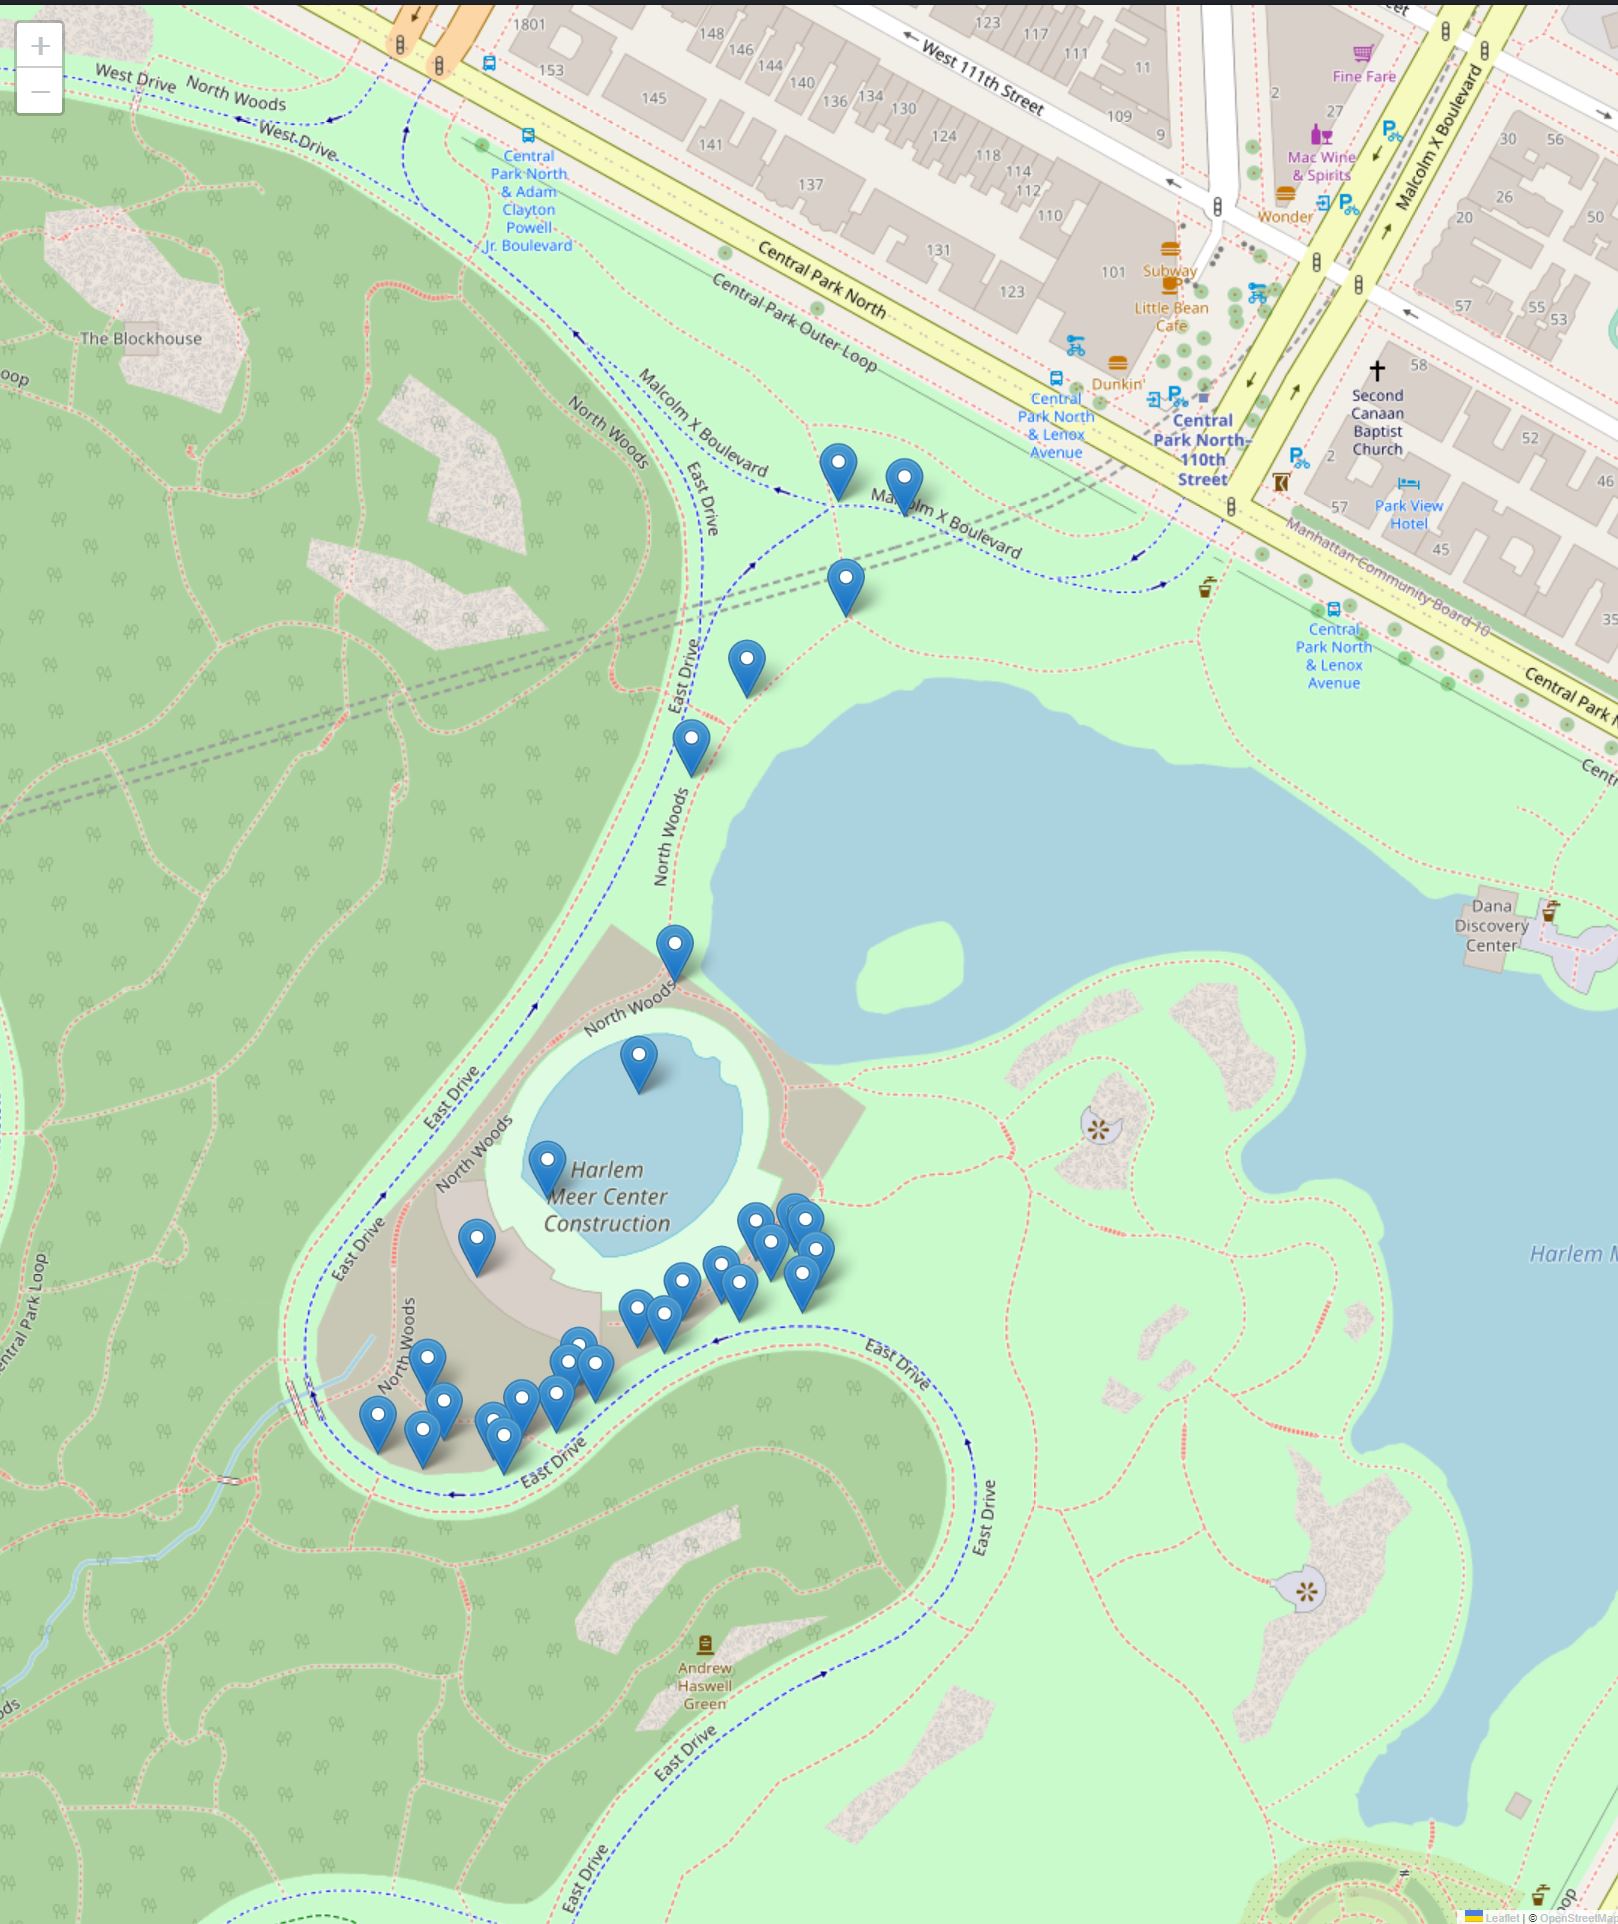 +
−
West Drive
North Woods
West Drive
1801
153
148
146
144
140
136
134
130
145
141
137
124
118
114
112
110
131
123
123
117
111
11
109
9
101
West 111th Street
Fine Fare
2
27
Mac Wine
& Spirits
Wonder
Malcolm X Boulevard
30
56
26
20
50
57
55
53
Central
Park North
& Adam
Clayton
Powell
Jr. Boulevard
Central Park North
Central Park Outer Loop
Subway
Little Bean
Cafe
Dunkin'
Central
Park North
& Lenox
Avenue
Central
Park North–
110th
Street
Second
Canaan
Baptist
Church
58
52
46
2
57
45
35
Park View
Hotel
Manhattan Community Board 10
The Blockhouse
oop
North Woods
Malcolm X Boulevard
East Drive
Malcolm X Boulevard
Central
Park North
& Lenox
Avenue
Central Park N
Centr
East Drive
North Woods
Dana
Discovery
Center
North Woods
East Drive
North Woods
Harlem
Meer Center
Construction
East Drive
North Woods
entral Park Loop
Harlem M
East Drive
East Drive
East Drive
Andrew
Haswell
Green
East Drive
ods
East Drive
oop
Leaflet | © OpenStreetMap